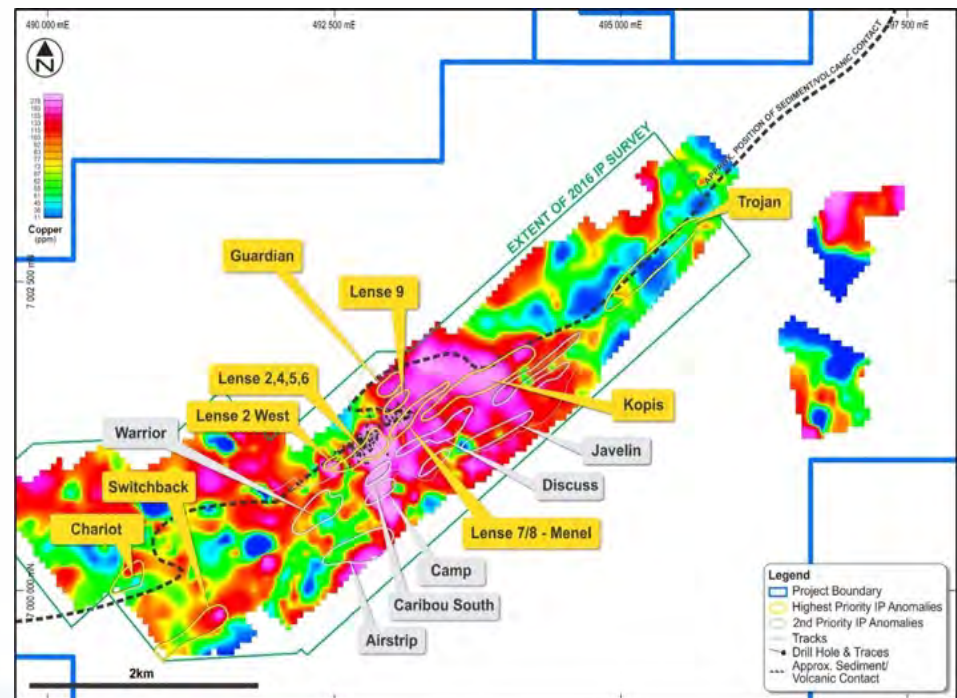 490 000 mE
492 500 mE
495 000 mE
97 500 mE
N
APPROX. POSITION OF SEDIMENT/VOLCANIC CONTACT
EXTENT OF 2016 IP SURVEY
Copper
(ppm)
7 002 500 mN
7 000 000 mN
Trojan
Guardian
Lense 9
Lense 2,4,5,6
Lense 2 West
Warrior
Switchback
Chariot
Kopis
Javelin
Discuss
Lense 7/8 - Menel
Camp
Caribou South
Airstrip
2km
Legend
Project Boundary
Highest Priority IP Anomalies
2nd Priority IP Anomalies
Tracks
Drill Hole & Traces
Approx. Sediment/
Volcanic Contact